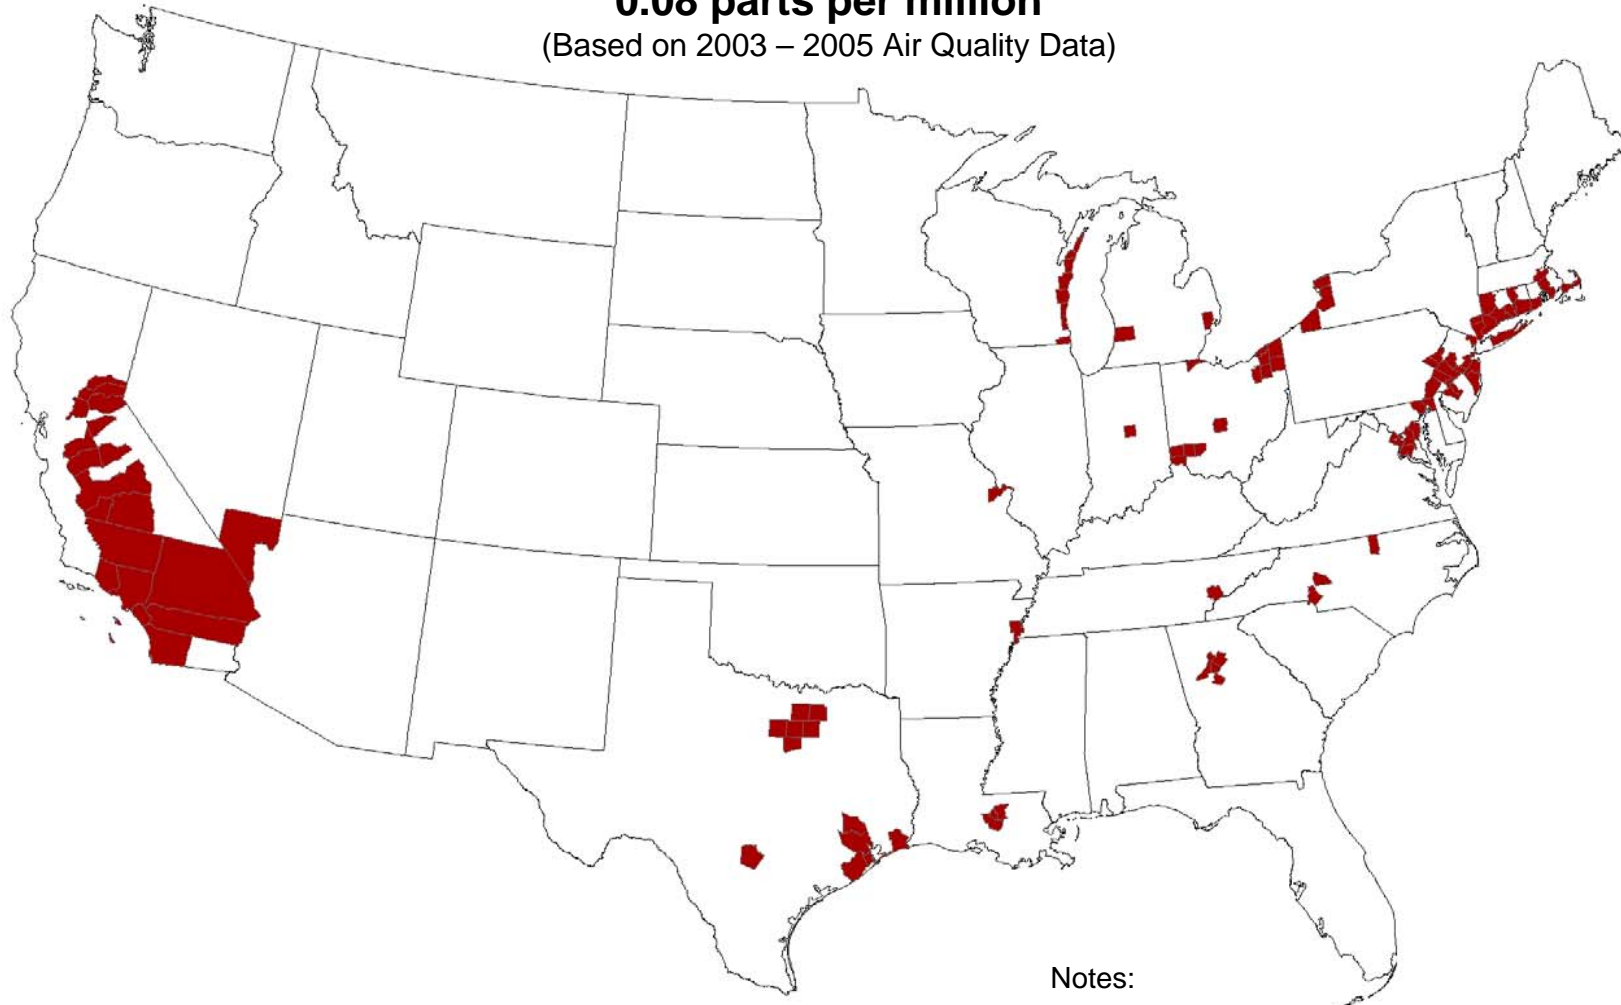 0.08 parts per million
(Based on 2003 – 2005 Air Quality Data)
Notes: